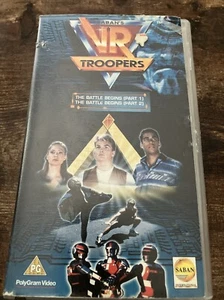 SABAN'S
VR
TROOPERS
THE BATTLE BEGINS (PART 1)
THE BATTLE BEGINS (PART 2)
PG
PolyGram Video
SABAN